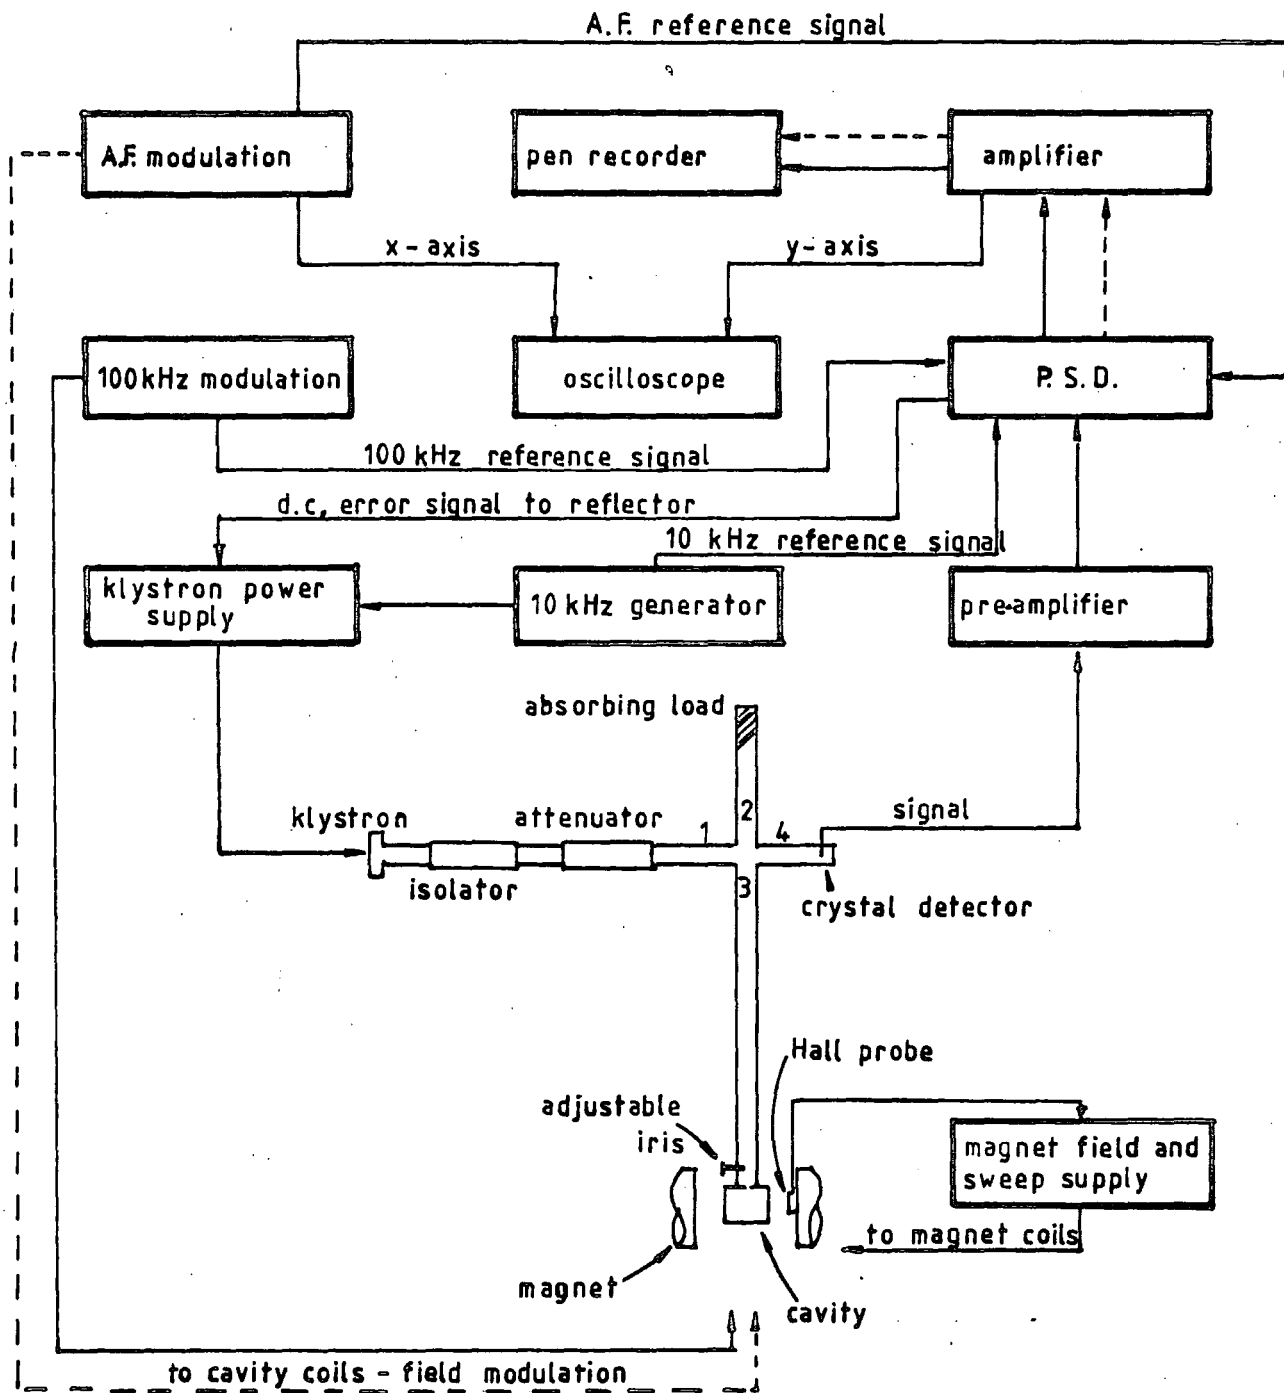 A.F. reference signal
A.F. modulation
pen recorder
amplifier
x-axis
y-axis
100kHz modulation
oscilloscope
P. S. D.
100 kHz reference signal
d.c, error signal to reflector
10 kHz reference signal
klystron power
supply
10 kHz generator
pre-amplifier
absorbing load
klystron
attenuator
1
2
4
signal
isolator
3
crystal detector
Hall probe
adjustable
iris
magnet field and
sweep supply
to magnet coils
magnet
cavity
to cavity coils - field modulation